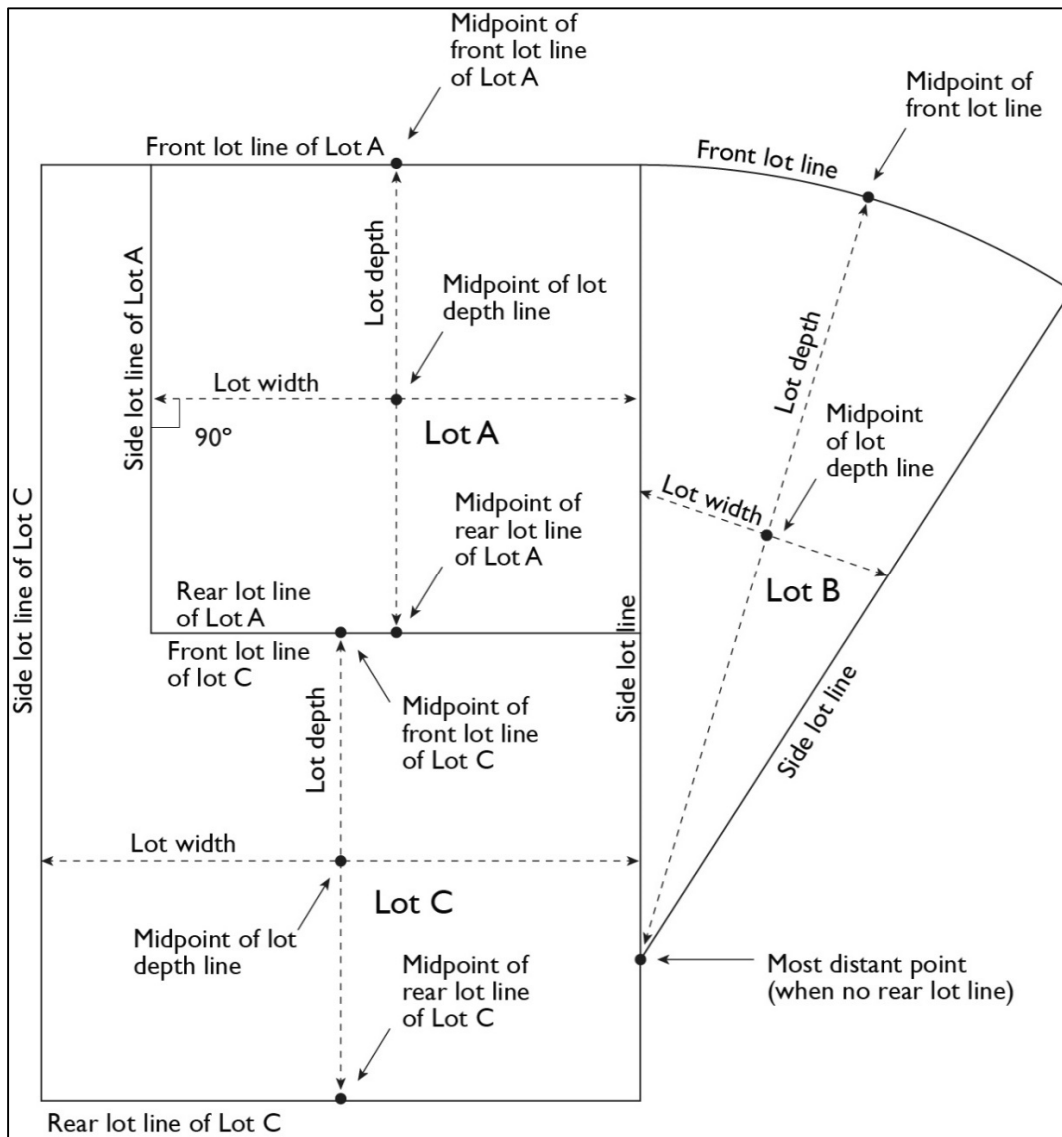 Midpoint of
front lot line
of Lot A
Midpoint of
front lot line
Front lot line of Lot A
Front lot line
Side lot line of Lot A
Lot depth
Midpoint of lot
depth line
Lot width
90°
Lot A
Lot depth
Midpoint
of lot
depth line
Lot width
Lot B
Midpoint of
rear lot line
of Lot A
Rear lot line
of Lot A
Front lot line
of lot C
Side lot line of Lot C
Side lot line
Side lot line
Lot depth
Midpoint of
front lot line
of Lot C
Lot width
Lot C
Midpoint of lot
depth line
Midpoint of
rear lot line
of Lot C
Most distant point
(when no rear lot line)
Rear lot line of Lot C